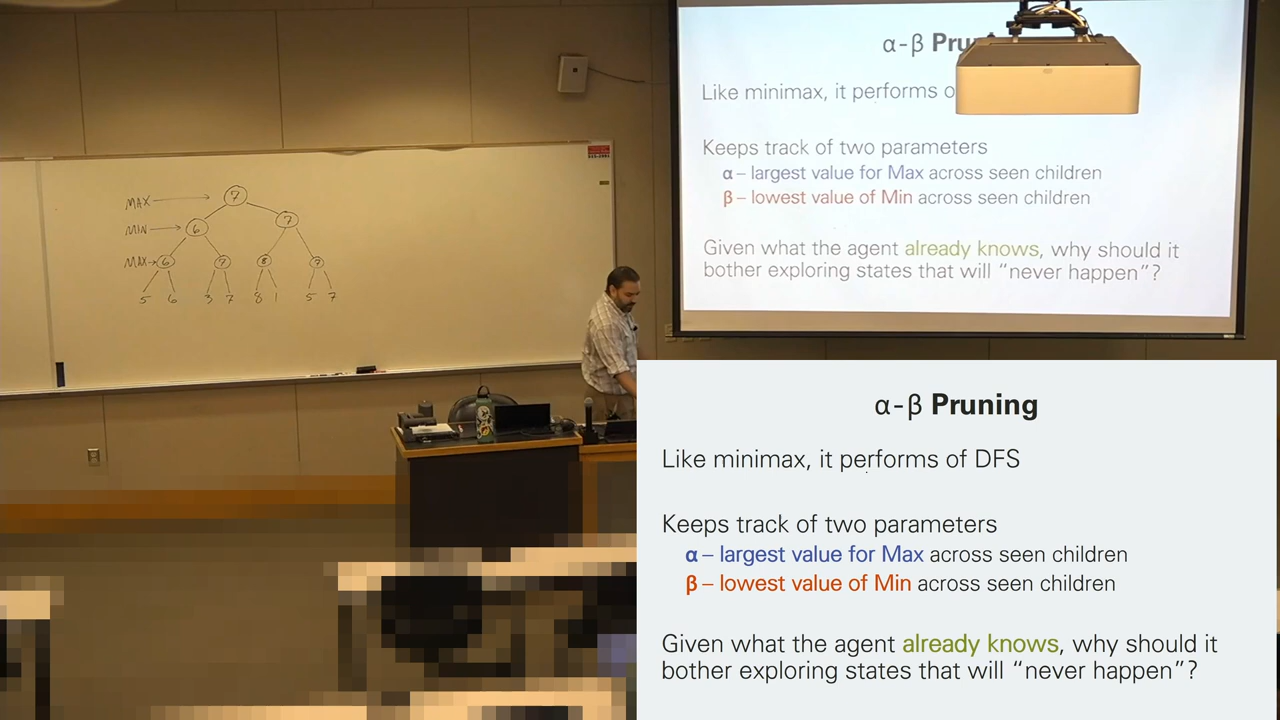 MAX
7
MIN
6
7
MAX
6
7
8
7
5 6 3 7 8 1 5 7
α-β Pru
Like minimax, it performs o
Keeps track of two parameters
α – largest value for Max across seen children
β – lowest value of Min across seen children
Given what the agent already knows, why should it
bother exploring states that will “never happen”?
α-β Pruning
Like minimax, it performs of DFS
Keeps track of two parameters
α – largest value for Max across seen children
β – lowest value of Min across seen children
Given what the agent already knows, why should it
bother exploring states that will “never happen”?